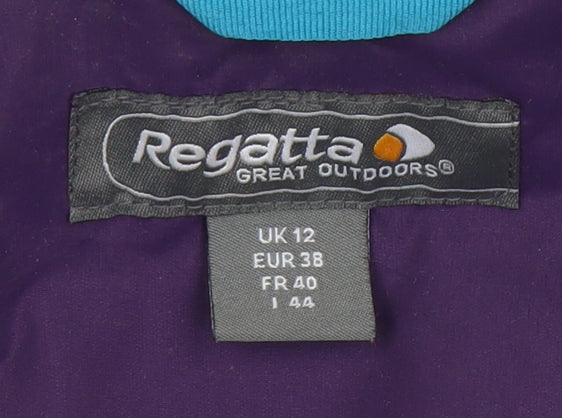 Regatta
GREAT OUTDOORS®
UK 12
EUR 38
FR 40
I 44